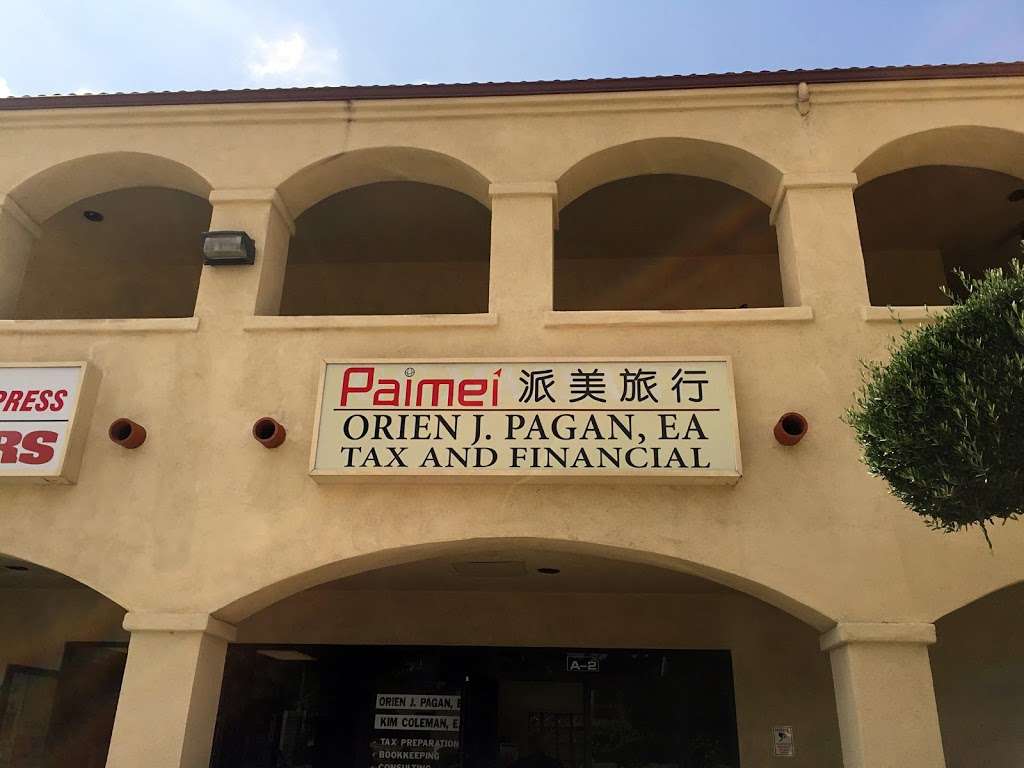 PRESS
RS
Paimei 派美旅行
ORIEN J. PAGAN, EA
TAX AND FINANCIAL
A-2
ORIEN J. PAGAN, E
KIM COLEMAN, E
TAX PREPARATION
BOOKKEEPING
CONSULTING